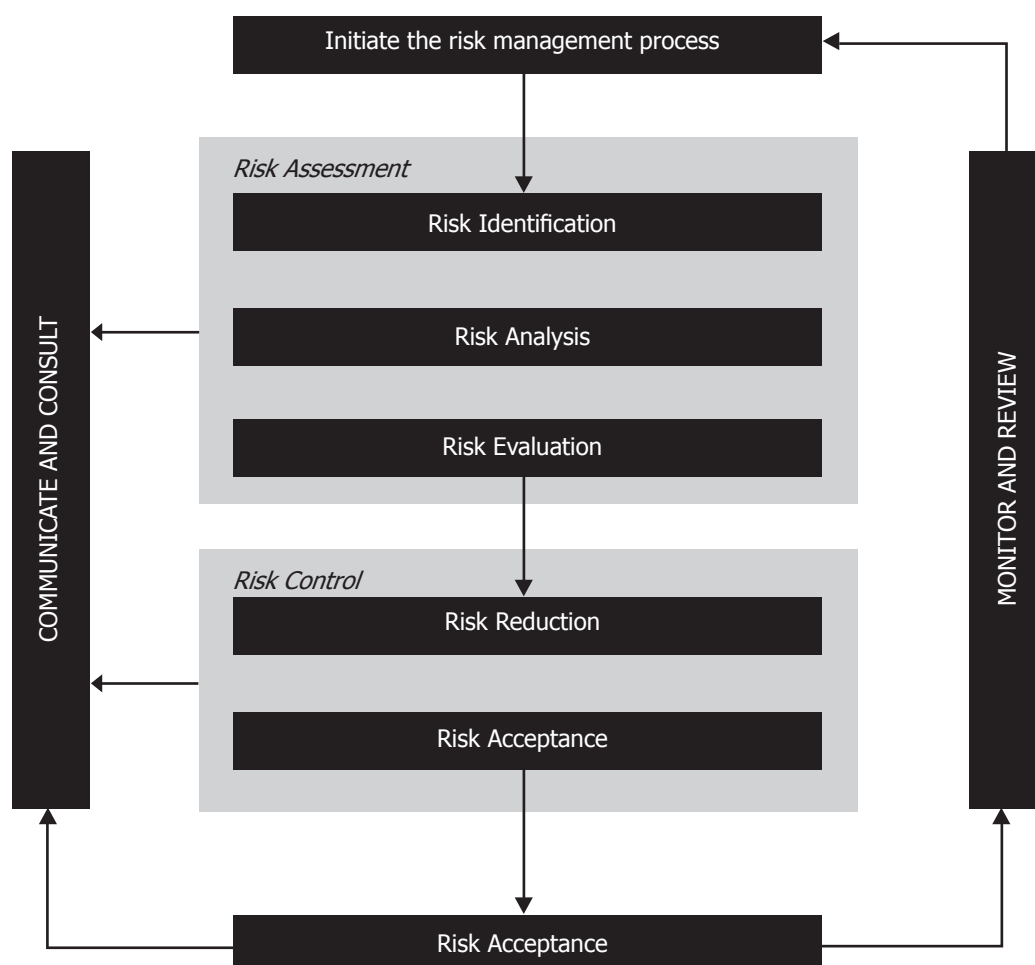 Initiate the risk management process
Risk Assessment
Risk Identification
Risk Analysis
Risk Evaluation
Risk Control
Risk Reduction
Risk Acceptance
Risk Acceptance
COMMUNICATE AND CONSULT
MONITOR AND REVIEW